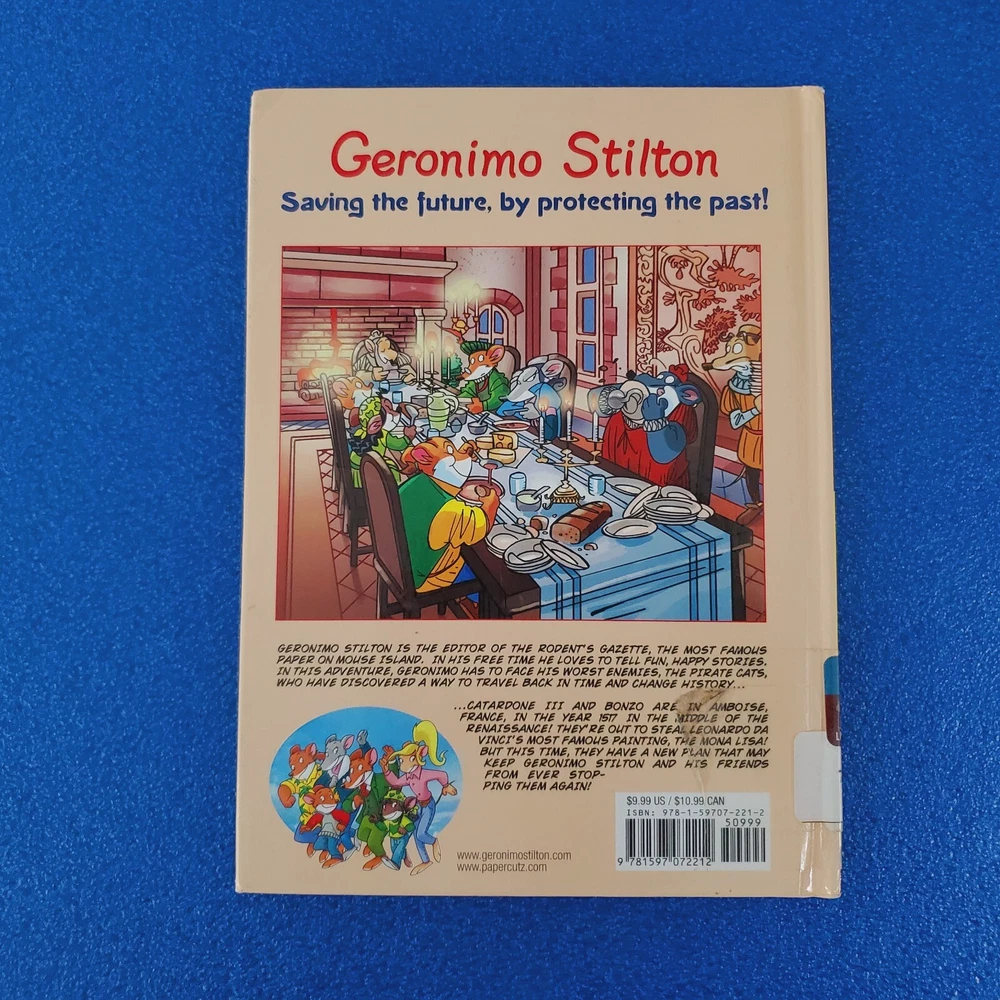 Geronimo Stilton
Saving the future, by protecting the past!
GERONIMO STILTON IS THE EDITOR OF THE RODENT'S GAZETTE, THE MOST FAMOUS
PAPER ON MOUSE ISLAND. IN HIS FREE TIME HE LOVES TO TELL FUN, HAPPY STORIES.
IN THIS ADVENTURE, GERONIMO HAS TO FACE HIS WORST ENEMIES, THE PIRATE CATS,
WHO HAVE DISCOVERED A WAY TO TRAVEL BACK IN TIME AND CHANGE HISTORY...
...CATARDONE III AND BONZO ARE IN AMBOISE,
FRANCE, IN THE YEAR 1517 IN THE MIDDLE OF THE
RENAISSANCE! THEY'RE OUT TO STEAL LEONARDO DA
VINCI'S MOST FAMOUS PAINTING, THE MONA LISA!
BUT THIS TIME, THEY HAVE A NEW PLAN THAT MAY
KEEP GERONIMO STILTON AND HIS FRIENDS
FROM EVER STOP-
PING THEM AGAIN!
$9.99 US / $10.99 CAN
ISBN: 978-1-59707-221-2
50999
9 781597 072212
www.geronimostilton.com
www.papercutz.com